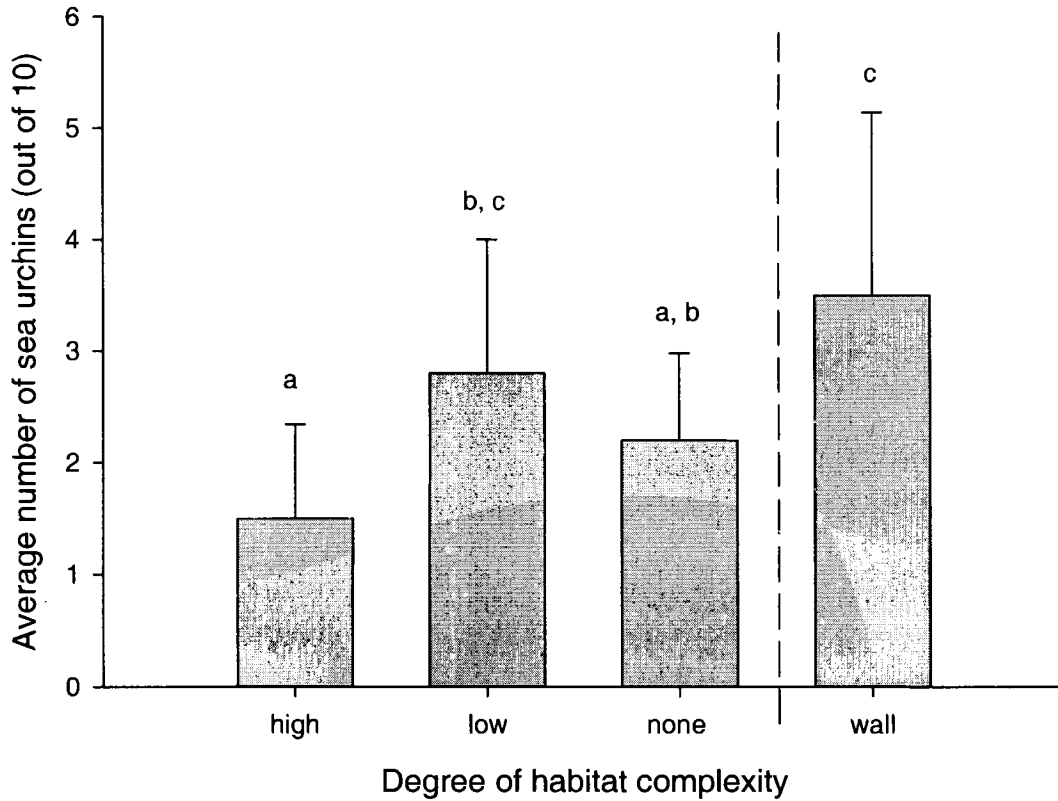 Average number of sea urchins (out of 10)
6
5
4
3
2
1
0
a
b, c
a, b
c
high
low
none
wall
Degree of habitat complexity